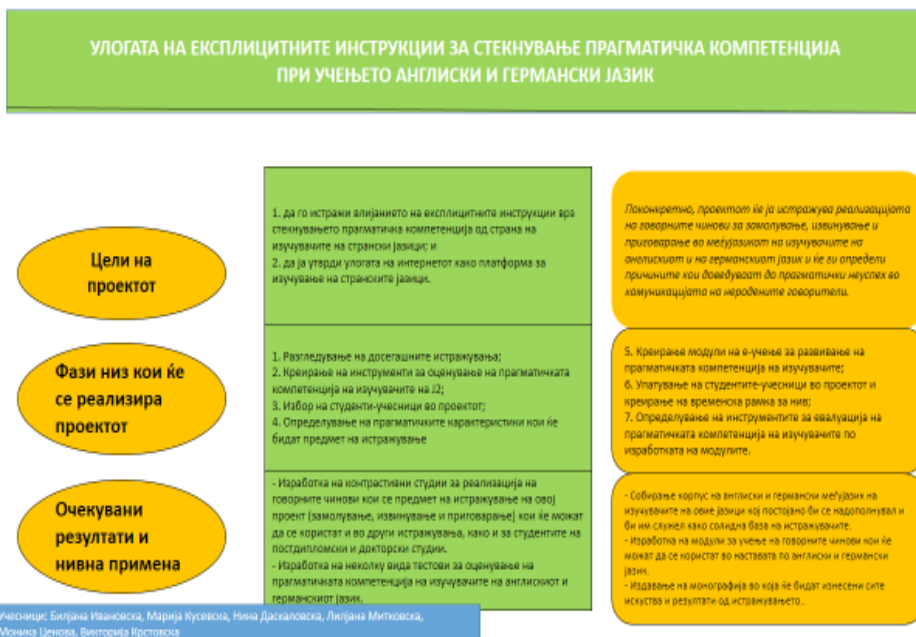 УЛОГАТА НА ЕКСПЛИЦИТНИТЕ ИНСТРУКЦИИ ЗА СТЕКНУВАЊЕ ПРАГМАТИЧКА КОМПЕТЕНЦИЈА
ПРИ УЧЕЊЕТО АНГЛИСКИ И ГЕРМАНСКИ ЈАЗИК
Цели на
проектот
1. да го истражи влијанието на експлицитните инструкции врз
стекнувањето прагматичка компетенција од страна на
изучувачите на странски јазици; и
2. да ја утврди улогата на интернетот како платформа за
изучување на странските јазици.
Поконкретно, проектот ќе ја истражува реализацијата
на говорните чинови за замолување, извинување и
приговарање во меѓујазикот на изучувачите на
англискиот и на германскиот јазик и ќе ги определи
причините кои доведуваат до прагматички неуспех во
комуникацијата на неродените говорители.
Фази низ кои ќе
се реализира
проектот
1. Разгледување на досегашните истражувања;
2. Креирање на инструменти за оценување на прагматичката
компетенција на изучувачите на Ј2;
3. Избор на студенти-учесници во проектот;
4. Определување на прагматичките карактеристики кои ќе
бидат предмет на истражување
5. Креирање модули на е-учење за развивање на
прагматичката компетенција на изучувачите;
6. Упатување на студентите-учесници во проектот и
креирање на временска рамка за нив;
7. Определување на инструментите за евалуација на
прагматичката компетенција на изучувачите по
изработката на модулите.
Очекувани
резултати и
нивна примена
- Изработка на контрастивни студии за реализација на
говорните чинови кои се предмет на истражување на овој
проект (замолување, извинување и приговарање) кои ќе можат
да се користат и во други истражувања, како и за студентите на
постдипломски и докторски студии.
- Изработка на неколку вида тестови за оценување на
прагматичката компетенција на изучувачите на англискиот и
германскиот јазик.
- Собирање корпус на англиски и германски меѓујазик на
изучувачите на овие јазици кој постојано би се надополнувал и
би им служел како солидна база на истражувачите.
- Изработка на модули за учење на говорните чинови кои ќе
можат да се користат во наставата по англиски и германски
јазик.
- Издавање на монографија во која ќе бидат изнесени сите
искуства и резултати од истражувањето..
Учесници: Билјана Ивановска, Марија Кусевска, Нина Даскаловска, Лилјана Митковска,
Моника Ценова, Викторија Крстовска